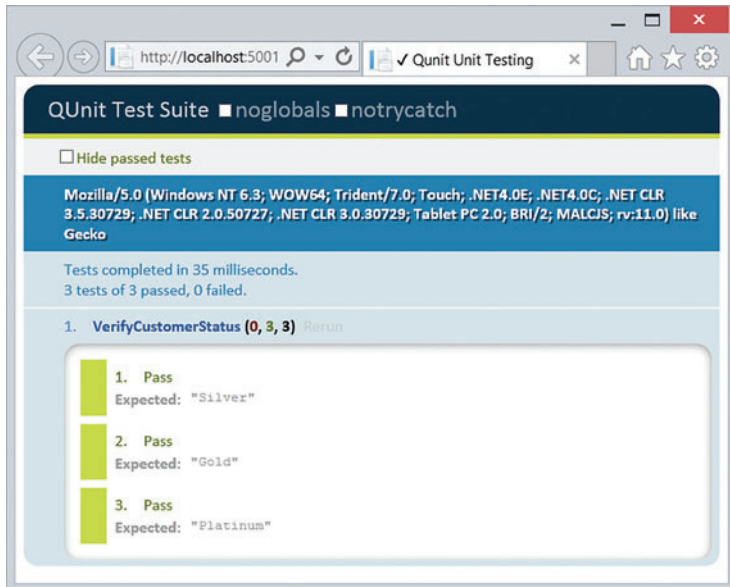 http://localhost:5001
✓ Qunit Unit Testing
QUnit Test Suite noglobals notrycatch
Hide passed tests
Mozilla/5.0 (Windows NT 6.3; WOW64; Trident/7.0; Touch; .NET4.0E; .NET4.0C; .NET CLR
3.5.30729; .NET CLR 2.0.50727; .NET CLR 3.0.30729; Tablet PC 2.0; BRI/2; MALCJS; rv:11.0) like
Gecko
Tests completed in 35 milliseconds.
3 tests of 3 passed, 0 failed.
1. VerifyCustomerStatus (0, 3, 3) Rerun
1. Pass
Expected: "Silver"
2. Pass
Expected: "Gold"
3. Pass
Expected: "Platinum"